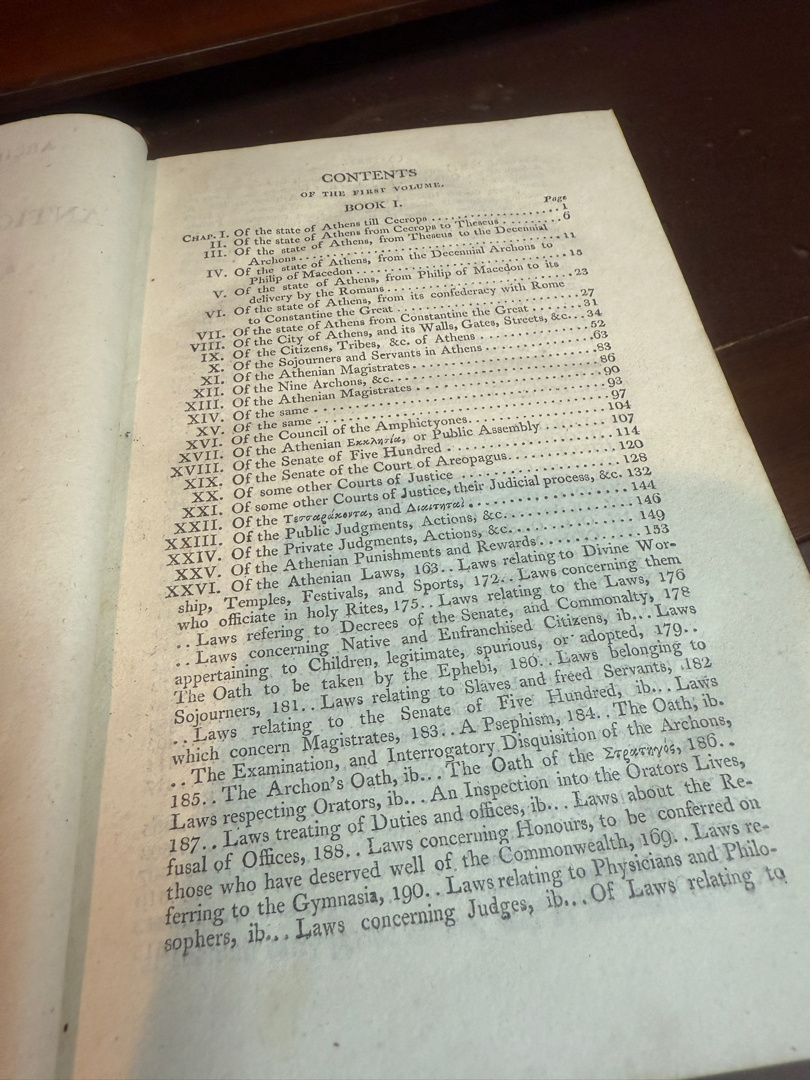 CONTENTS
OF THE FIRST VOLUME.
BOOK I.
Page
CHAP. I. Of the state of Athens till Cecrops . . . . . . . . . . . . . . 1
II. Of the state of Athens from Cecrops to Theseus . . . . . . . . 6
III. Of the state of Athens, from Theseus to the Decennial
Archons . . . . . . . . . . . . . . . . . . . . . . . . 11
IV. Of the state of Athens, from the Decennial Archons to
Philip of Macedon . . . . . . . . . . . . . . . . . . . . 15
V. Of the state of Athens, from Philip of Macedon to its
delivery by the Romans . . . . . . . . . . . . . . . . . . 23
VI. Of the state of Athens, from its confederacy with Rome
to Constantine the Great . . . . . . . . . . . . . . . . . 27
VII. Of the state of Athens from Constantine the Great . . . . . . 31
VIII. Of the City of Athens, and its Walls, Gates, Streets, &c. . . 34
IX. Of the Citizens, Tribes, &c. of Athens . . . . . . . . . . . 52
X. Of the Sojourners and Servants in Athens . . . . . . . . . . 63
XI. Of the Athenian Magistrates . . . . . . . . . . . . . . . . 83
XII. Of the Nine Archons, &c. . . . . . . . . . . . . . . . . . . 86
XIII. Of the Athenian Magistrates . . . . . . . . . . . . . . . . 90
XIV. Of the same . . . . . . . . . . . . . . . . . . . . . . . . 93
XV. Of the same . . . . . . . . . . . . . . . . . . . . . . . . 97
XVI. Of the Council of the Amphictyones . . . . . . . . . . . . . 104
XVII. Of the Athenian Εκκλησία, or Public Assembly . . . . . . . . 107
XVIII. Of the Senate of Five Hundred . . . . . . . . . . . . . . 114
XIX. Of the Senate of the Court of Areopagus . . . . . . . . . . 120
XX. Of some other Courts of Justice . . . . . . . . . . . . . . 128
XXI. Of some other Courts of Justice, their Judicial process, &c. 132
XXII. Of the Τεσσαράκοντα, and Διαιτηταί . . . . . . . . . . . . 144
XXIII. Of the Public Judgments, Actions, &c. . . . . . . . . . . 146
XXIV. Of the Private Judgments, Actions, &c. . . . . . . . . . . 149
XXV. Of the Athenian Punishments and Rewards . . . . . . . . . . 153
XXVI. Of the Athenian Laws, 163. . Laws relating to Divine Wor-
ship, Temples, Festivals, and Sports, 172. . Laws concerning them
who officiate in holy Rites, 175. . Laws relating to the Laws, 176
. . Laws refering to Decrees of the Senate, and Commonalty, 178
. . Laws concerning Native and Enfranchised Citizens, ib. . . Laws
appertaining to Children, legitimate, spurious, or adopted, 179. .
The Oath to be taken by the Ephebi, 180. . Laws belonging to
Sojourners, 181. . Laws relating to Slaves and freed Servants, 182
. . Laws relating to the Senate of Five Hundred, ib. . . Laws
which concern Magistrates, 183. . A Psephism, 184. . The Oath, ib.
. . The Examination, and Interrogatory Disquisition of the Archons,
185. . The Archon's Oath, ib. . . The Oath of the Στρατηγός, 186. .
Laws respecting Orators, ib. . . An Inspection into the Orators Lives,
187. . Laws treating of Duties and offices, ib. . . Laws about the Re-
fusal of Offices, 188. . Laws concerning Honours, to be conferred on
those who have deserved well of the Commonwealth, 169. . Laws re-
ferring to the Gymnasia, 190. . Laws relating to Physicians and Philo-
sophers, ib. . . Laws concerning Judges, ib. . . Of Laws relating to